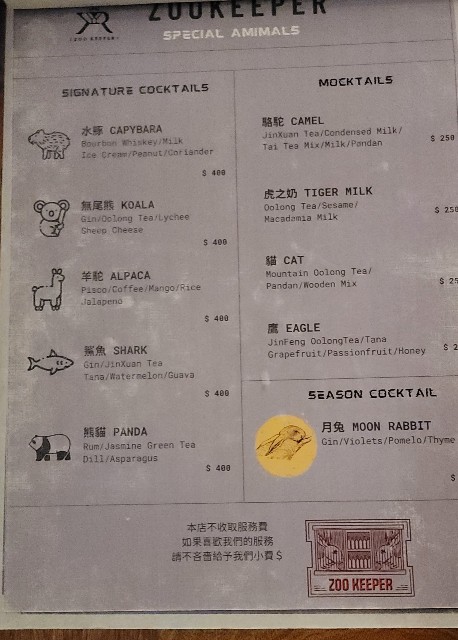 ZOOKEEPER
ZOO KEEPER
SPECIAL AMIMALS
SIGNATURE COCKTAILS
水豚 CAPYBARA
Bourbon Whiskey/Milk
Ice Cream/Peanut/Coriander
$ 400
無尾熊 KOALA
Gin/Oolong Tea/Lychee
Sheep Cheese
$ 400
羊駝 ALPACA
Pisco/Coffee/Mango/Rice
Jalapeno
$ 400
鯊魚 SHARK
Gin/JinXuan Tea
Tana/Watermelon/Guava
$ 400
熊貓 PANDA
Rum/Jasmine Green Tea
Dill/Asparagus
$ 400
MOCKTAILS
駱駝 CAMEL
JinXuan Tea/Condensed Milk/
Tai Tea Mix/Milk/Pandan
$ 250
虎之奶 TIGER MILK
Oolong Tea/Sesame/
Macadamia Milk
$ 250
貓 CAT
Mountain Oolong Tea/
Pandan/Wooden Mix
$ 25
鷹 EAGLE
JinFeng OolongTea/Tana
Grapefruit/Passionfruit/Honey
$ 2
SEASON COCKTAIL
月兔 MOON RABBIT
Gin/Violets/Pomelo/Thyme
$
本店不收取服務費
如果喜歡我們的服務
請不吝嗇給予我們小費 $
ZOO KEEPER